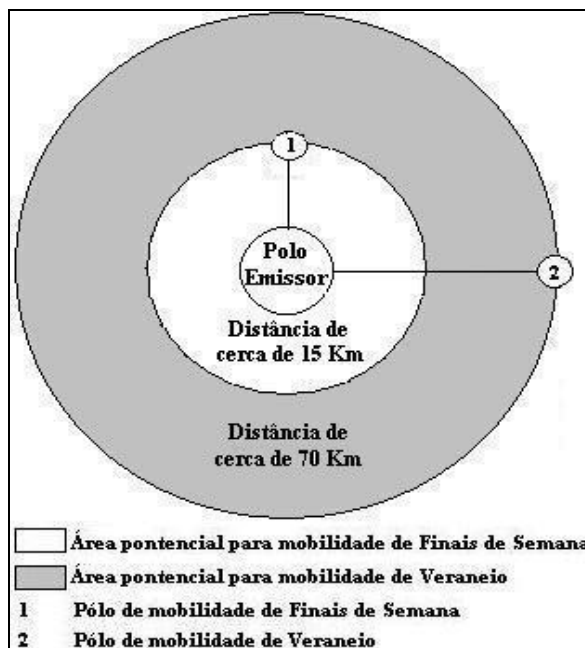 1
Polo
Emissor
2
Distância de
cerca de 15 Km
Distância de
cerca de 70 Km
Área pontencial para mobilidade de Finais de Semana
Área pontencial para mobilidade de Veraneio
1 Pólo de mobilidade de Finais de Semana
2 Pólo de mobilidade de Veraneio